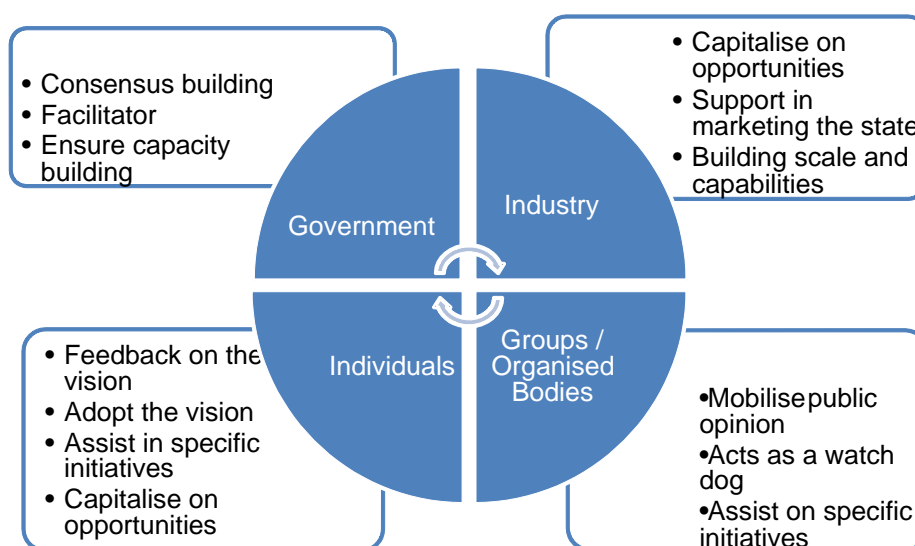 • Consensus building
• Facilitator
• Ensure capacity
building
• Capitalise on
opportunities
• Support in
marketing the state
• Building scale and
capabilities
Government
Industry
Individuals
Groups /
Organised
Bodies
• Feedback on the
vision
• Adopt the vision
• Assist in specific
initiatives
• Capitalise on
opportunities
•Mobilise public
opinion
•Acts as a watch
dog
•Assist on specific
initiatives